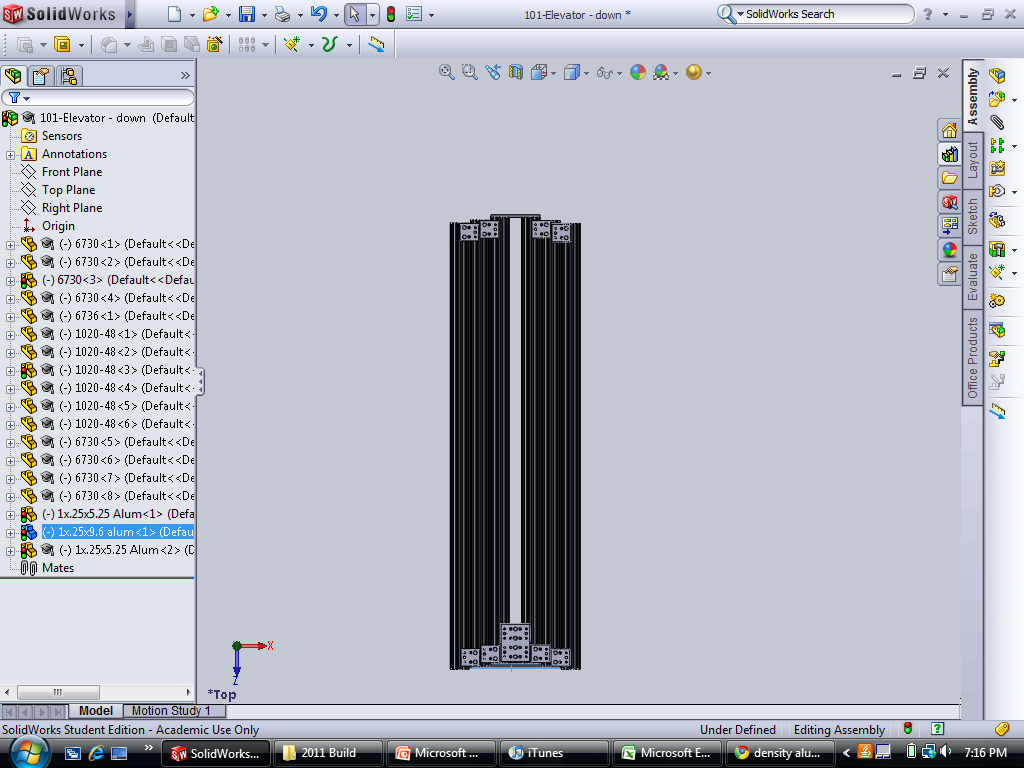 SolidWorks
101-Elevator - down *
SolidWorks Search
101-Elevator - down (Default
Sensors
Annotations
Front Plane
Top Plane
Right Plane
Origin
(-) 6730<1> (Default<<De
(-) 6730<2> (Default<<De
(-) 6730<3> (Default<<Defau
(-) 6730<4> (Default<<De
(-) 6736<1> (Default<<De
(-) 1020-48<1> (Default<
(-) 1020-48<2> (Default<
(-) 1020-48<3> (Default<
(-) 1020-48<4> (Default<
(-) 1020-48<5> (Default<
(-) 1020-48<6> (Default<
(-) 6730<5> (Default<<De
(-) 6730<6> (Default<<De
(-) 6730<7> (Default<<De
(-) 6730<8> (Default<<De
(-) 1x.25x5.25 Alum<1> (Defa
(-) 1x.25x9.6 alum<1> (Defau
(-) 1x.25x5.25 Alum<2> (D
Mates
Assembly
Layout
Sketch
Evaluate
Office Products
X
Z
*Top
Model
Motion Study 1
SolidWorks Student Edition - Academic Use Only
Under Defined
Editing Assembly
SolidWorks...
2011 Build
Microsoft ...
iTunes
Microsoft E...
density alu...
7:16 PM